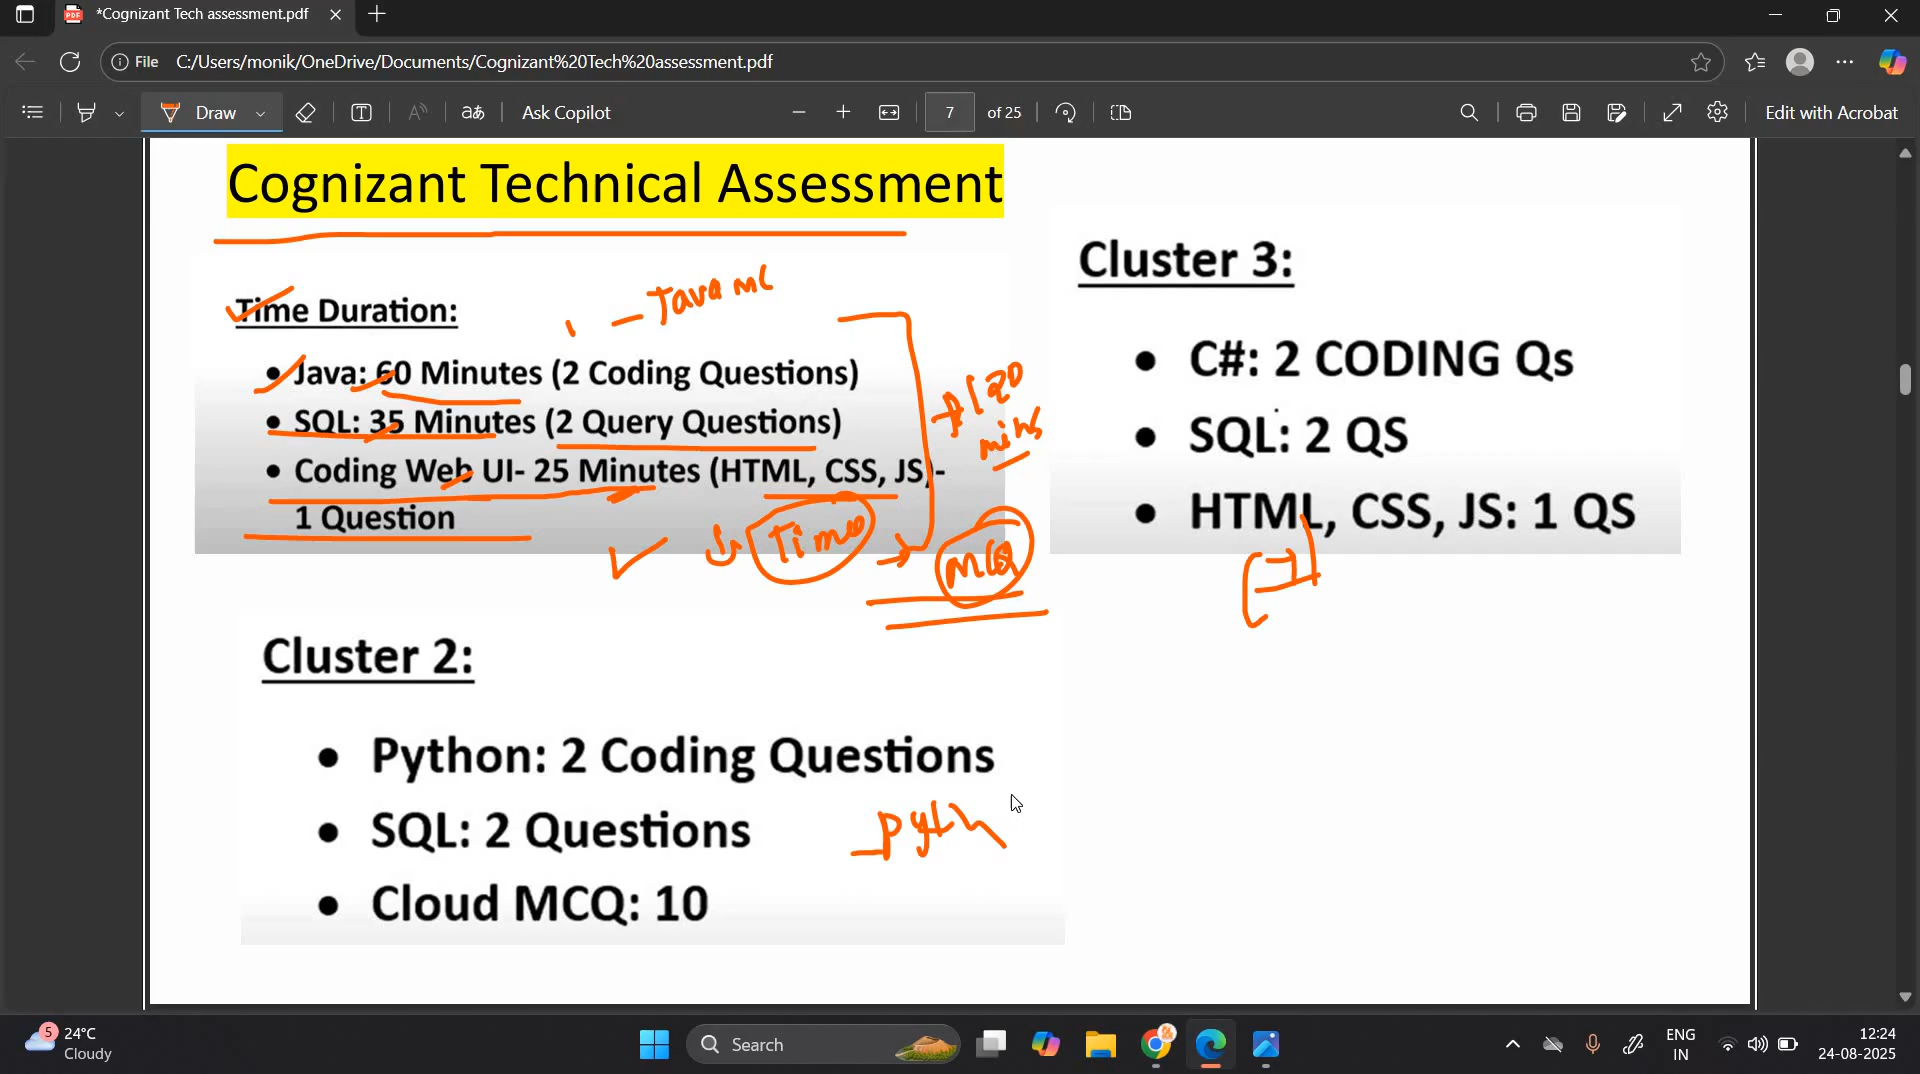 *Cognizant Tech assessment.pdf
File C:/Users/monik/OneDrive/Documents/Cognizant%20Tech%20assessment.pdf
Draw
Ask Copilot
7 of 25
Edit with Acrobat
Cognizant Technical Assessment
Time Duration:
Java
• Java: 60 Minutes (2 Coding Questions)
• SQL: 35 Minutes (2 Query Questions)
• Coding Web UI- 25 Minutes (HTML, CSS, JS)-
1 Question
120
mins
Time
MCQ
Cluster 3:
• C#: 2 CODING Qs
• SQL: 2 QS
• HTML, CSS, JS: 1 QS
Cluster 2:
• Python: 2 Coding Questions
• SQL: 2 Questions
• Cloud MCQ: 10
pyth
5
24°C
Cloudy
Search
ENG
IN
12:24
24-08-2025